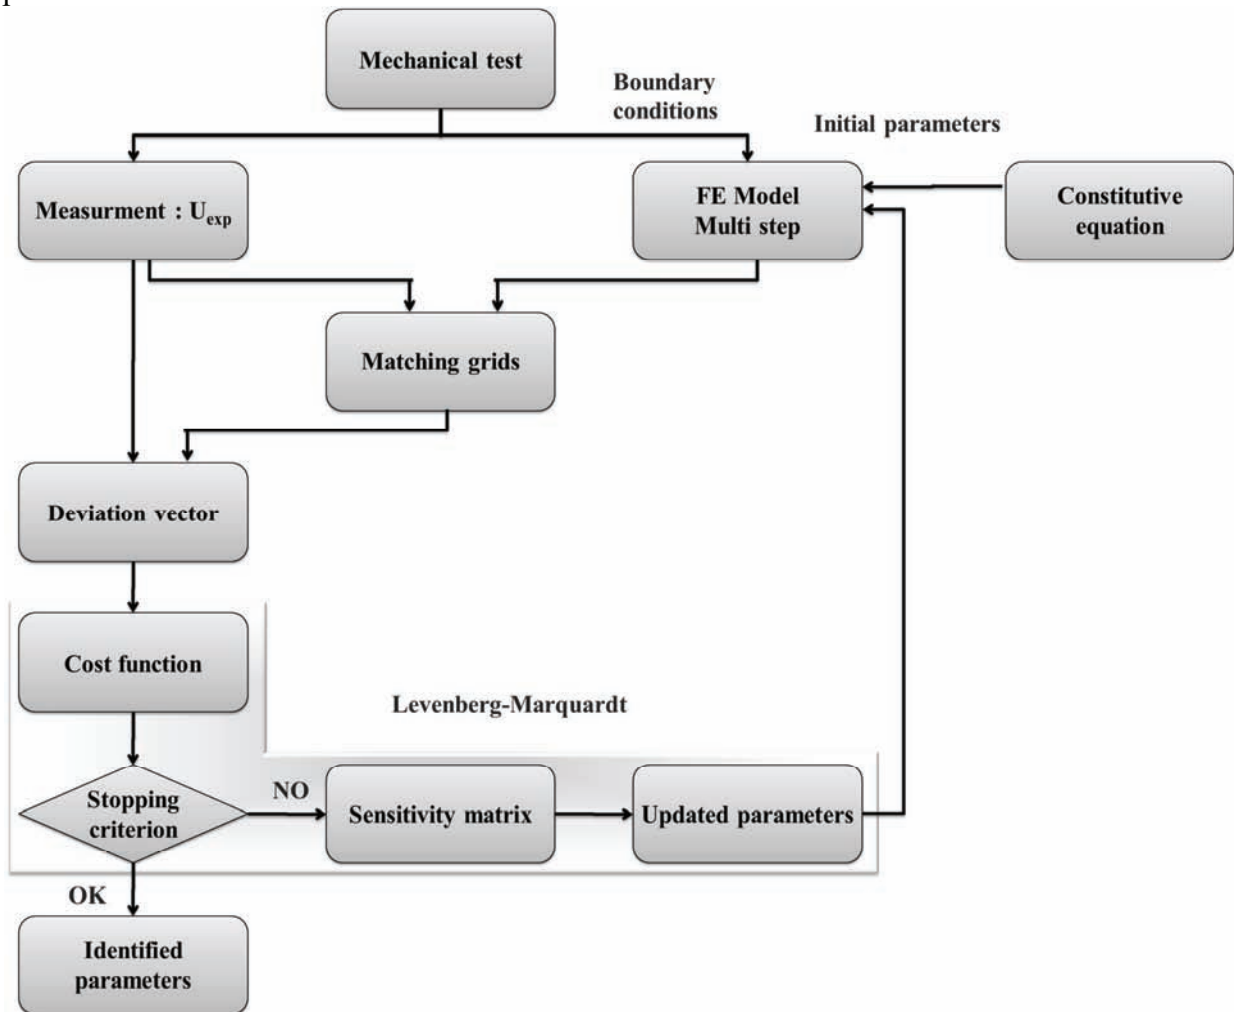 Mechanical test
Boundary
conditions
Initial parameters
Measurment : Uexp
FE Model
Multi step
Constitutive
equation
Matching grids
Deviation vector
Cost function
Levenberg-Marquardt
Stopping
criterion
NO
Sensitivity matrix
Updated parameters
OK
Identified
parameters